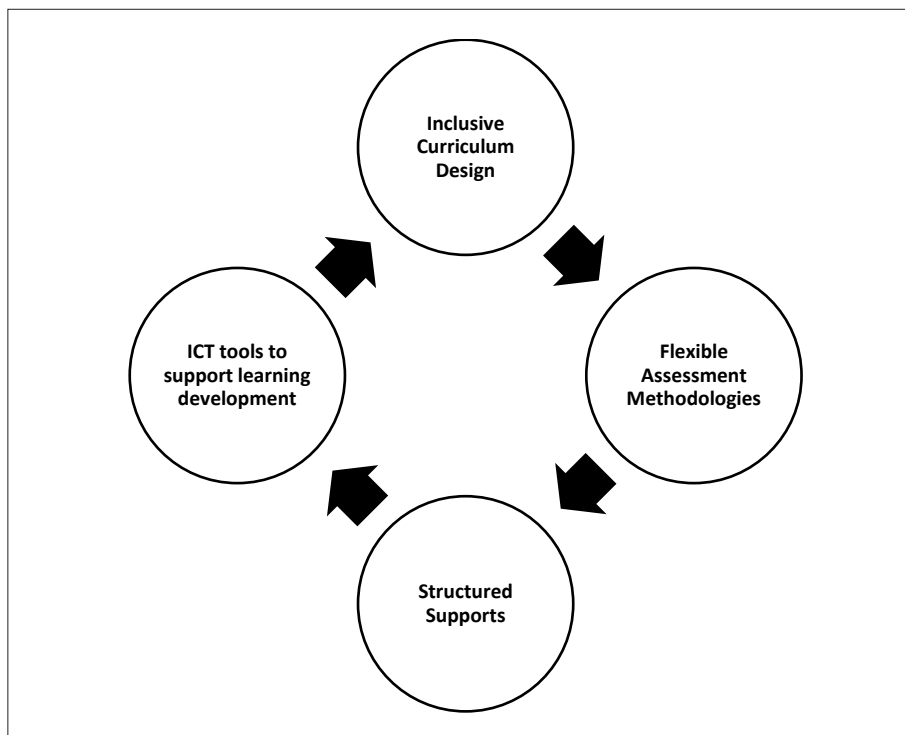 Inclusive
Curriculum
Design
ICT tools to
support learning
development
Flexible
Assessment
Methodologies
Structured
Supports